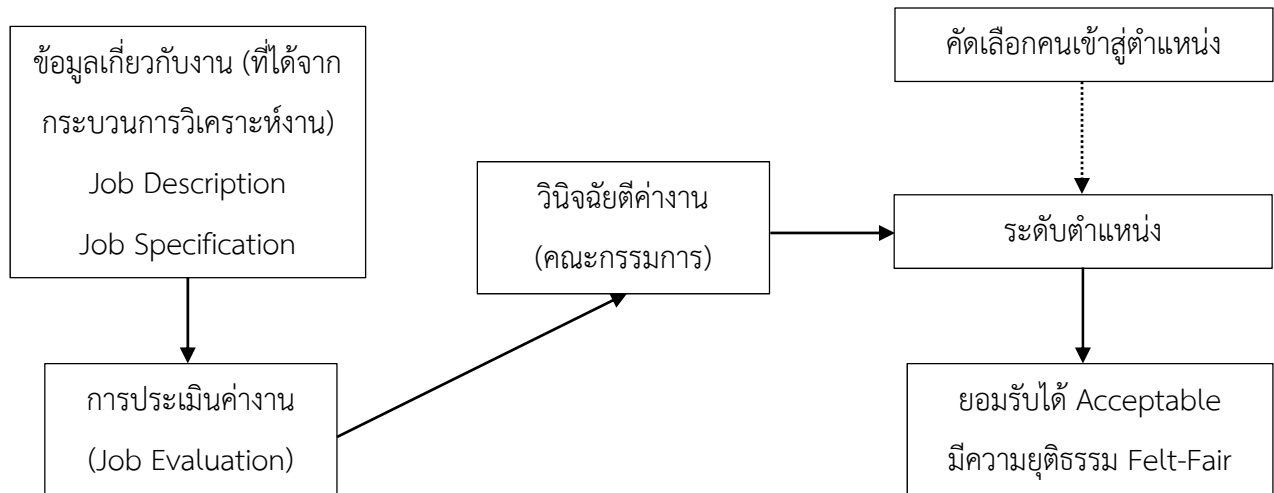 ข้อมูลเกี่ยวกับงาน (ที่ได้จาก
กระบวนการวิเคราะห์งาน)
Job Description
Job Specification
การประเมินค่างาน
(Job Evaluation)
วินิจฉัยตีค่างาน
(คณะกรรมการ)
คัดเลือกคนเข้าสู่ตำแหน่ง
ระดับตำแหน่ง
ยอมรับได้ Acceptable
มีความยุติธรรม Felt-Fair